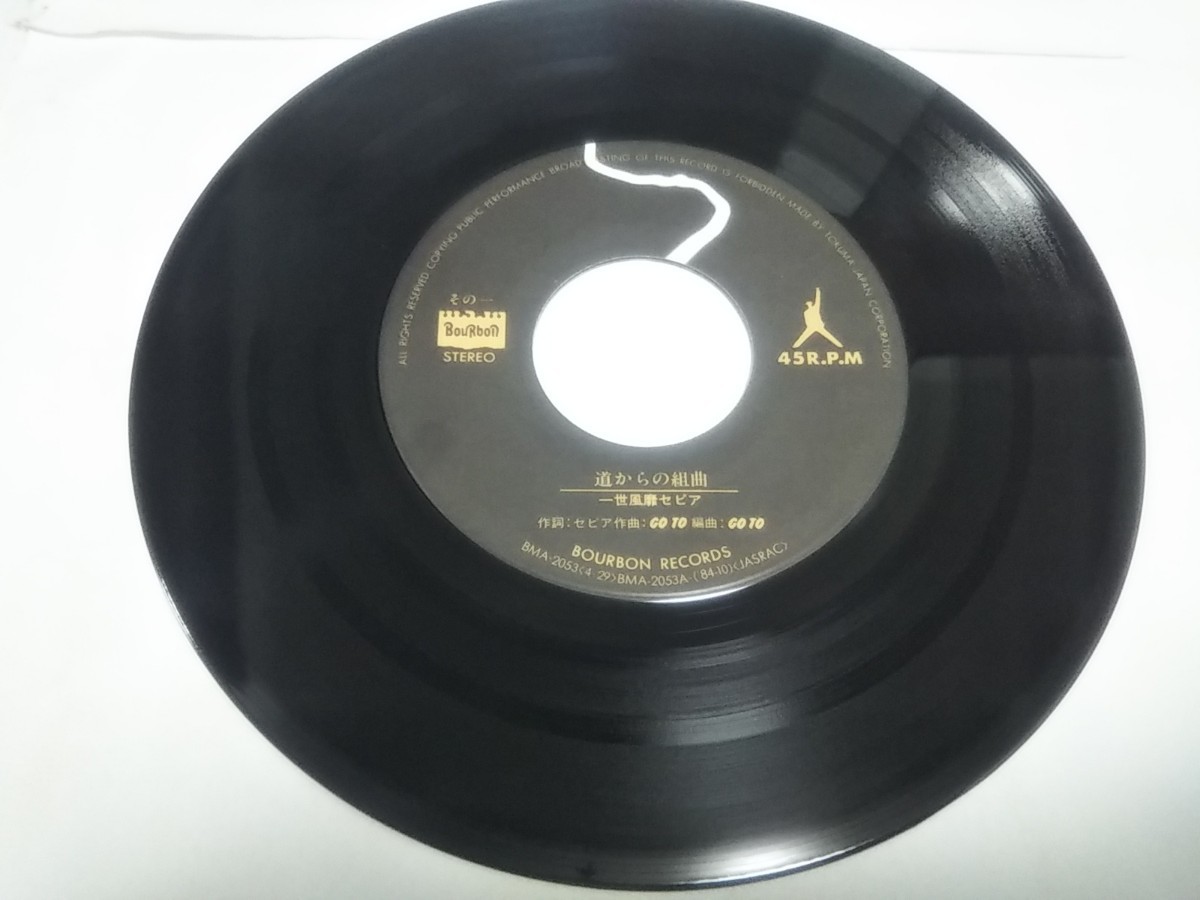 ALL RIGHTS RESERVED COPYING PUBLIC PERFORMANCE BROAD STING OF THIS RECORD IS FORBIDDEN MADE BY TOKUMA JAPAN CORPORATION
その一
BOURBON
STEREO
45R.P.M
道からの組曲
一世風靡セピア
作詞:セピア作曲:GO TO 編曲:GO TO
BOURBON RECORDS
BMA-2053〈4 29〉BMA-2053A-('84-10)〈JASRAC〉